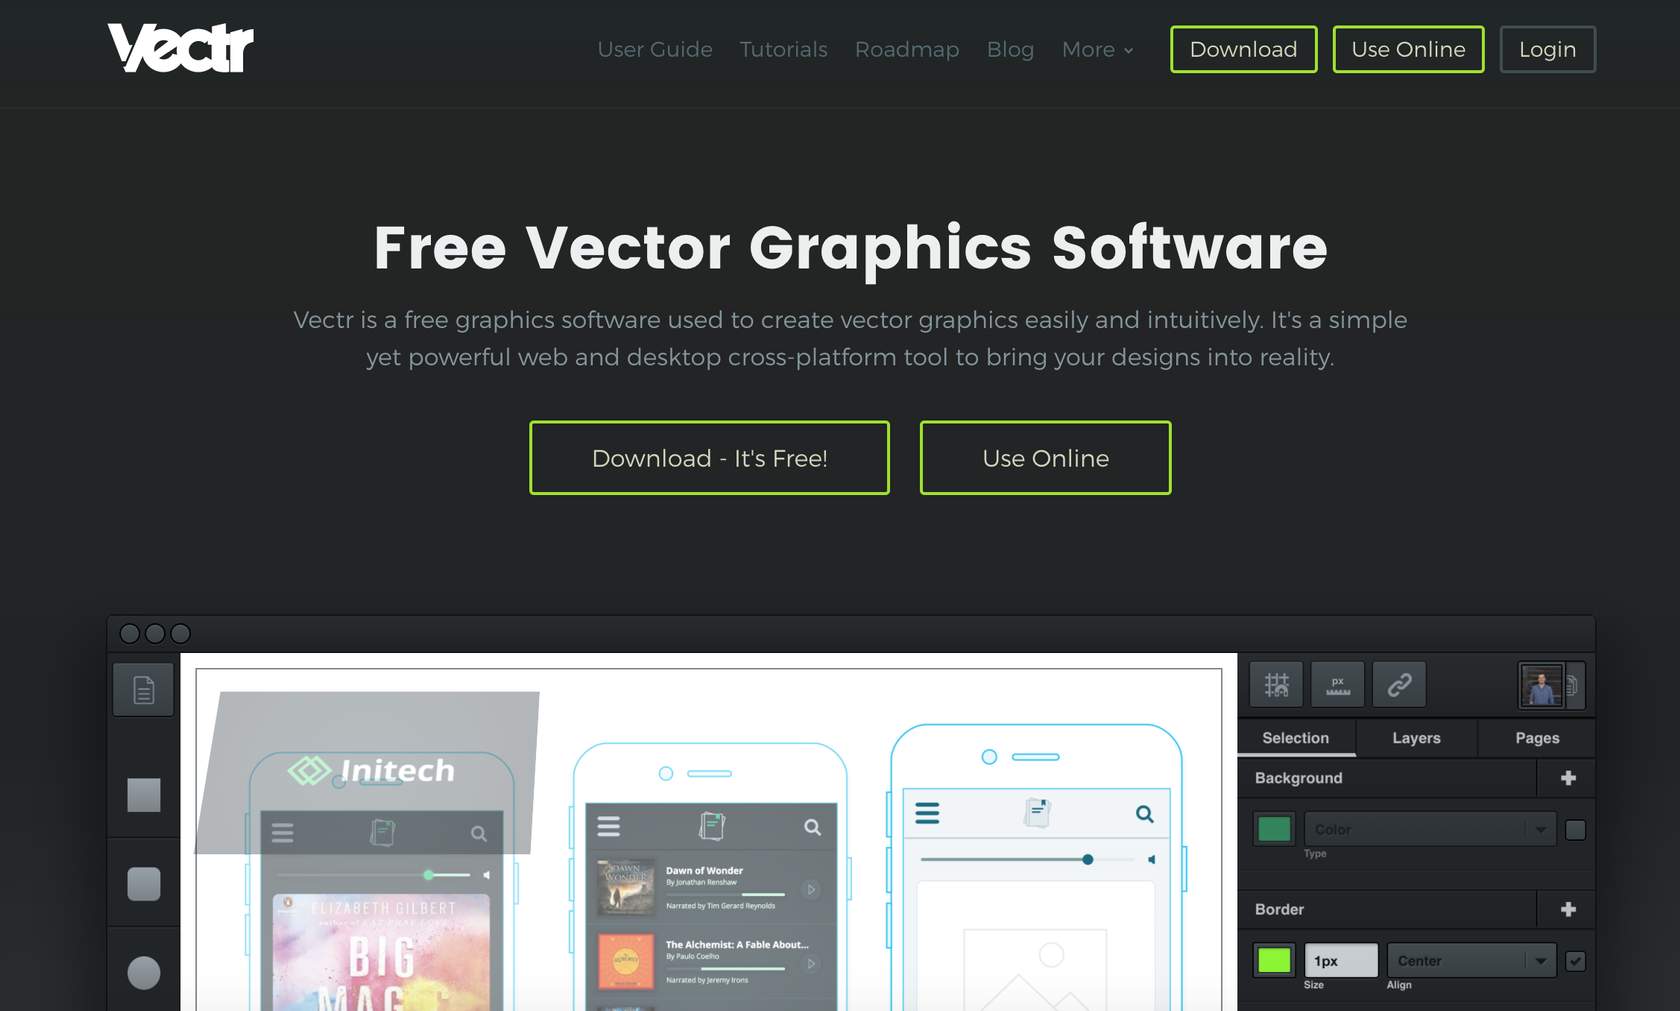 Vectr
User Guide
Tutorials
Roadmap
Blog
More
Download
Use Online
Login
Free Vector Graphics Software
Vectr is a free graphics software used to create vector graphics easily and intuitively. It's a simple
yet powerful web and desktop cross-platform tool to bring your designs into reality.
Download - It's Free!
Use Online
px
Selection
Layers
Pages
Background
Color
Type
Border
1px
Center
Size
Align
Initech
ELIZABETH GILBERT
BIG
MAGIC
DAWN
WONDER
Dawn of Wonder
By Jonathan Renshaw
Narrated by Tim Gerard Reynolds
The Alchemist: A Fable About...
By Paulo Coelho
Narrated by Jeremy Irons